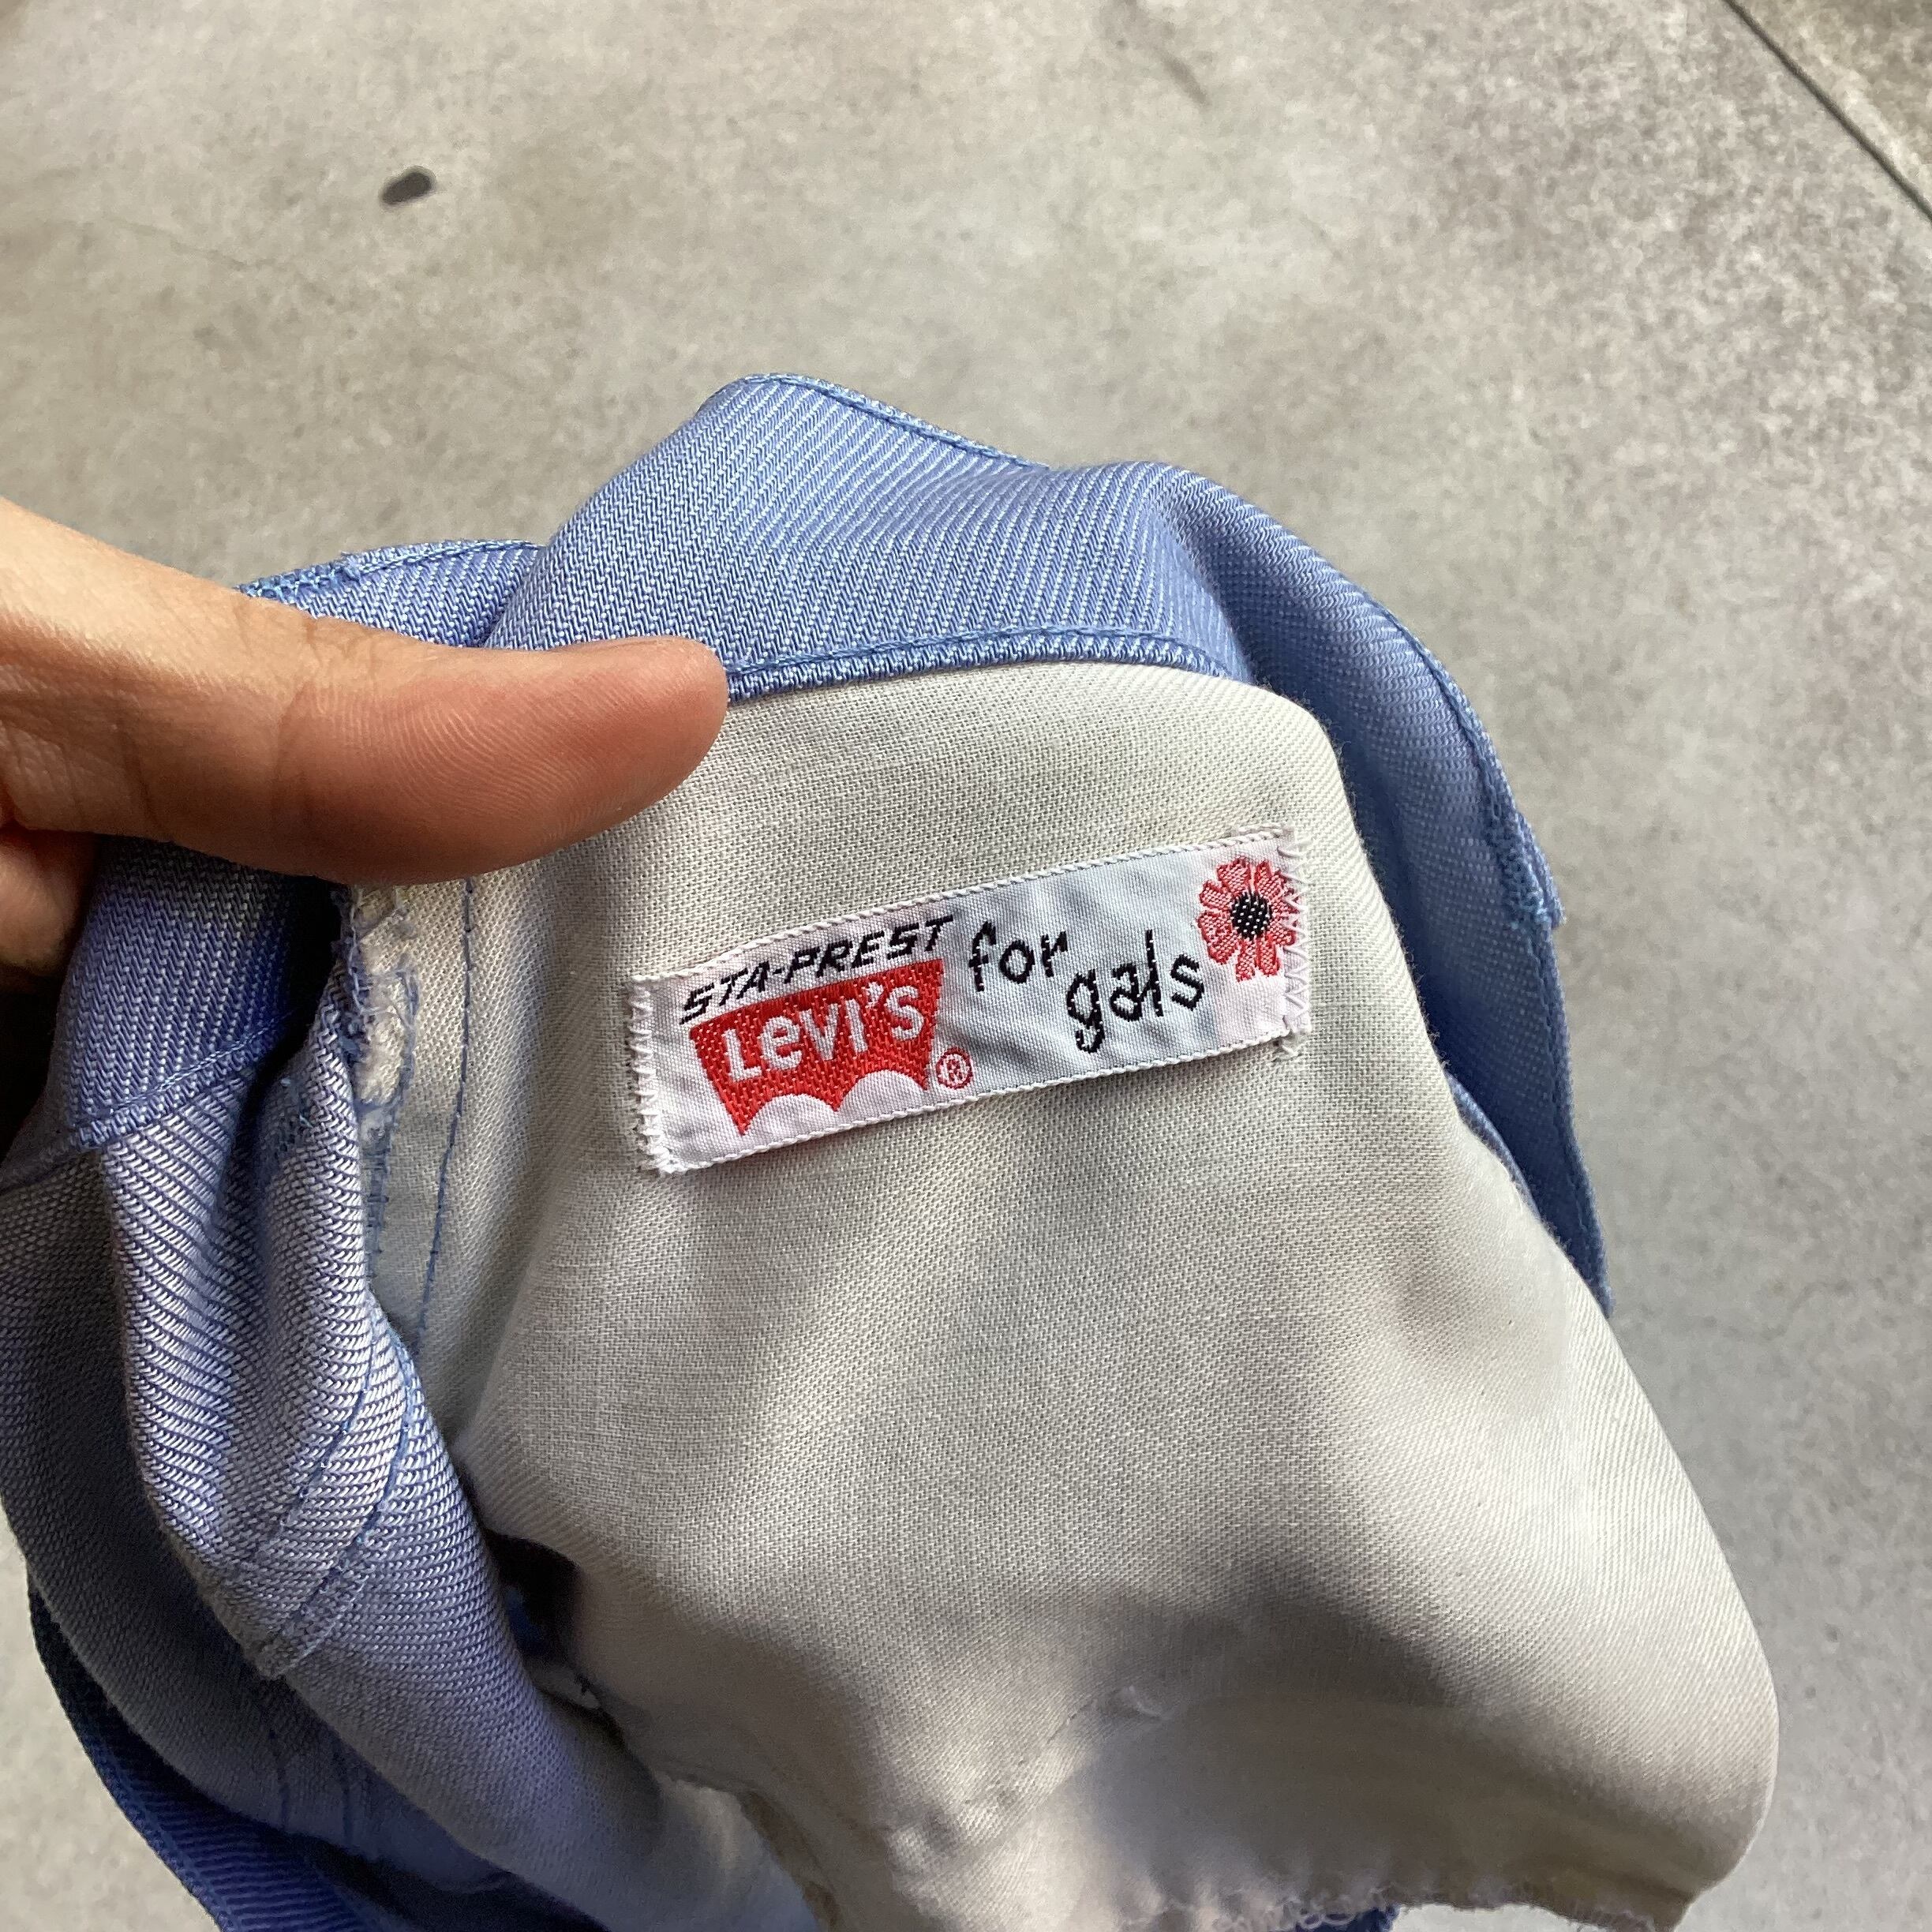 STA-PREST
Levi's ®
for
gals